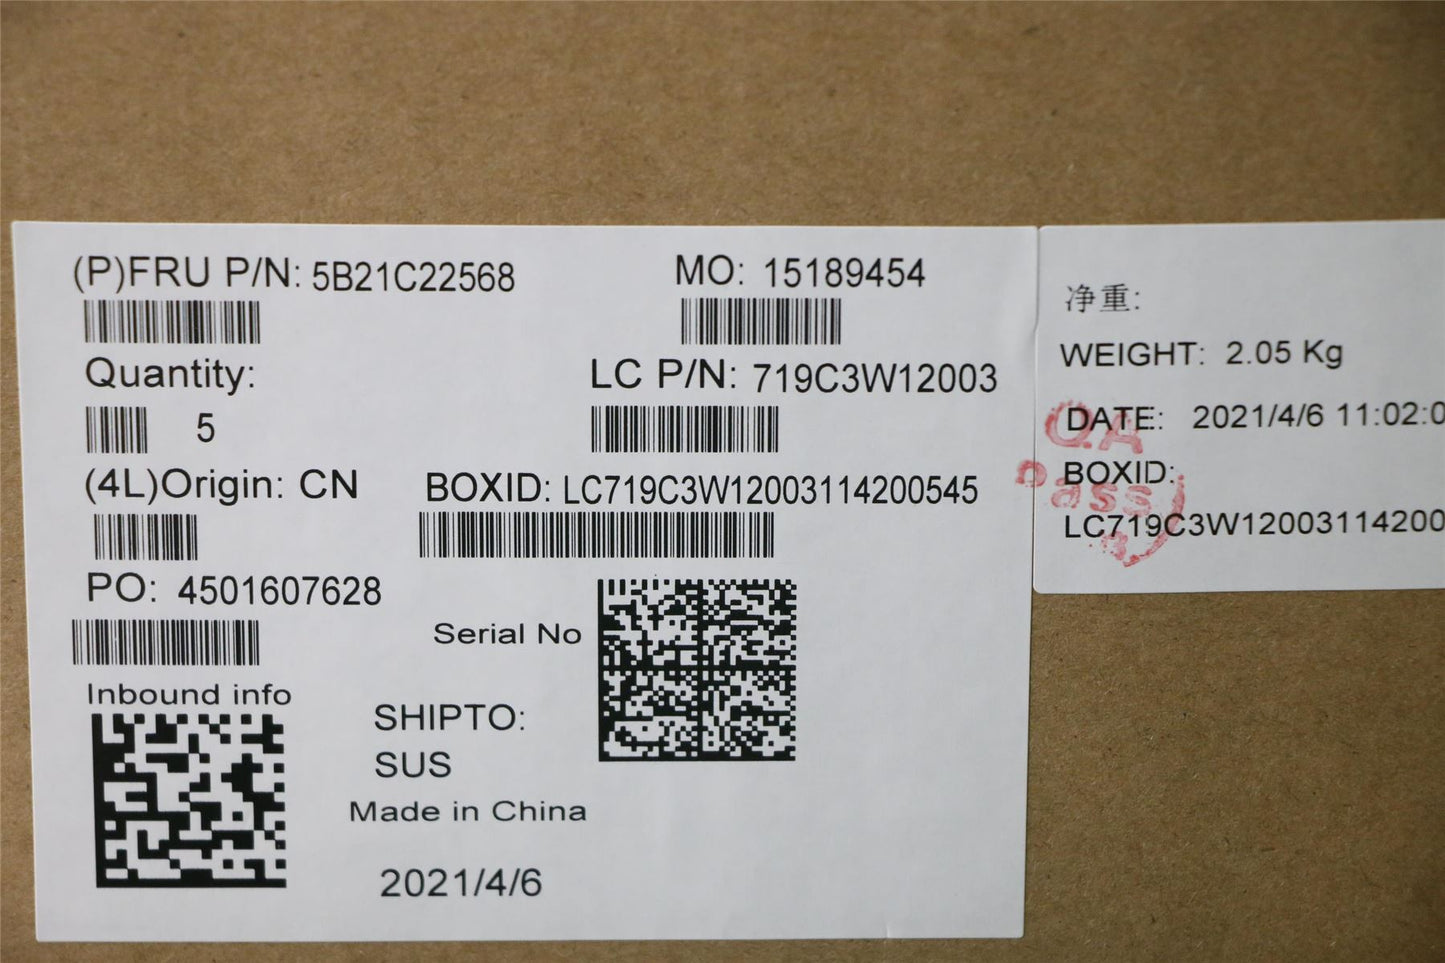 (P)FRU P/N: 5B21C22568
MO: 15189454
Quantity:
5
LC P/N: 719C3W12003
(4L)Origin: CN
BOXID: LC719C3W12003114200545
PO: 4501607628
Serial No
Inbound info
SHIPTO:
SUS
Made in China
2021/4/6
净重:
WEIGHT: 2.05 Kg
DATE: 2021/4/6 11:02:0
BOXID:
LC719C3W12003114200
QA
pass